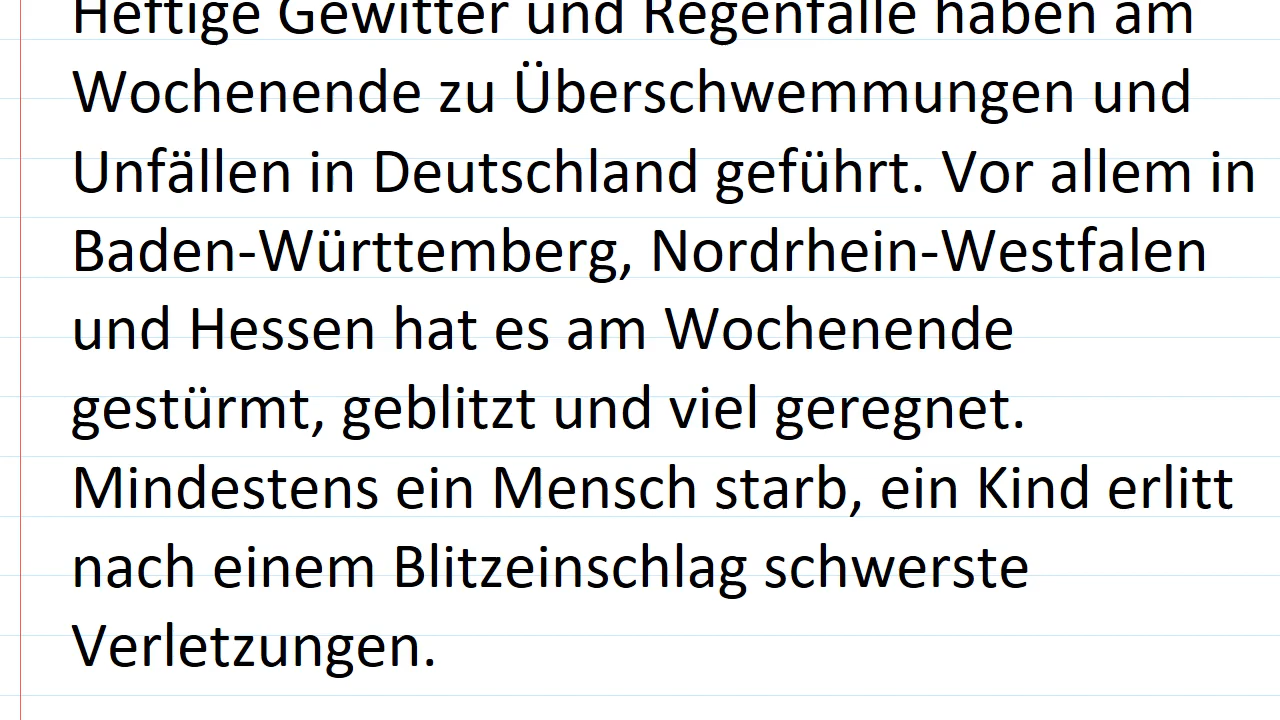 Heftige Gewitter und Regenfälle haben am
Wochenende zu Überschwemmungen und
Unfällen in Deutschland geführt. Vor allem in
Baden-Württemberg, Nordrhein-Westfalen
und Hessen hat es am Wochenende
gestürmt, geblitzt und viel geregnet.
Mindestens ein Mensch starb, ein Kind erlitt
nach einem Blitzeinschlag schwerste
Verletzungen.